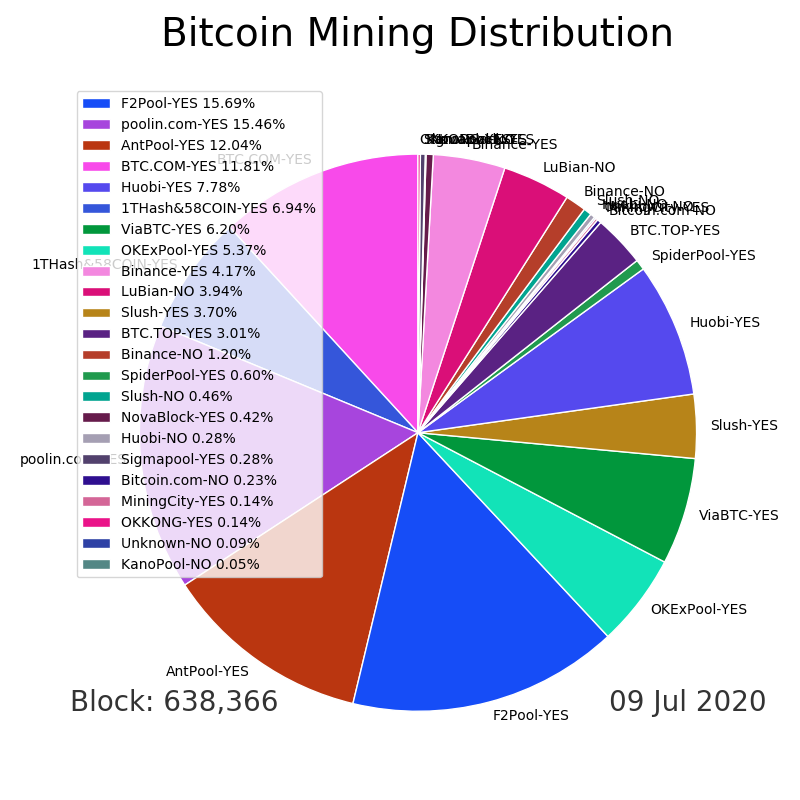 Bitcoin Mining Distribution
F2Pool-YES 15.69%
poolin.com-YES 15.46%
AntPool-YES 12.04%
BTC.COM-YES 11.81%
Huobi-YES 7.78%
1THash&58COIN-YES 6.94%
ViaBTC-YES 6.20%
OKExPool-YES 5.37%
Binance-YES 4.17%
LuBian-NO 3.94%
Slush-YES 3.70%
BTC.TOP-YES 3.01%
Binance-NO 1.20%
SpiderPool-YES 0.60%
Slush-NO 0.46%
NovaBlock-YES 0.42%
Huobi-NO 0.28%
Sigmapool-YES 0.28%
Bitcoin.com-NO 0.23%
MiningCity-YES 0.14%
OKKONG-YES 0.14%
Unknown-NO 0.09%
KanoPool-NO 0.05%
BTC.COM-YES
1THash&58COIN-YES
AntPool-YES
F2Pool-YES
OKExPool-YES
ViaBTC-YES
Slush-YES
Huobi-YES
SpiderPool-YES
BTC.TOP-YES
Bitcoin.com-NO
Slush-NO
Binance-NO
LuBian-NO
Binance-YES
Block: 638,366
09 Jul 2020